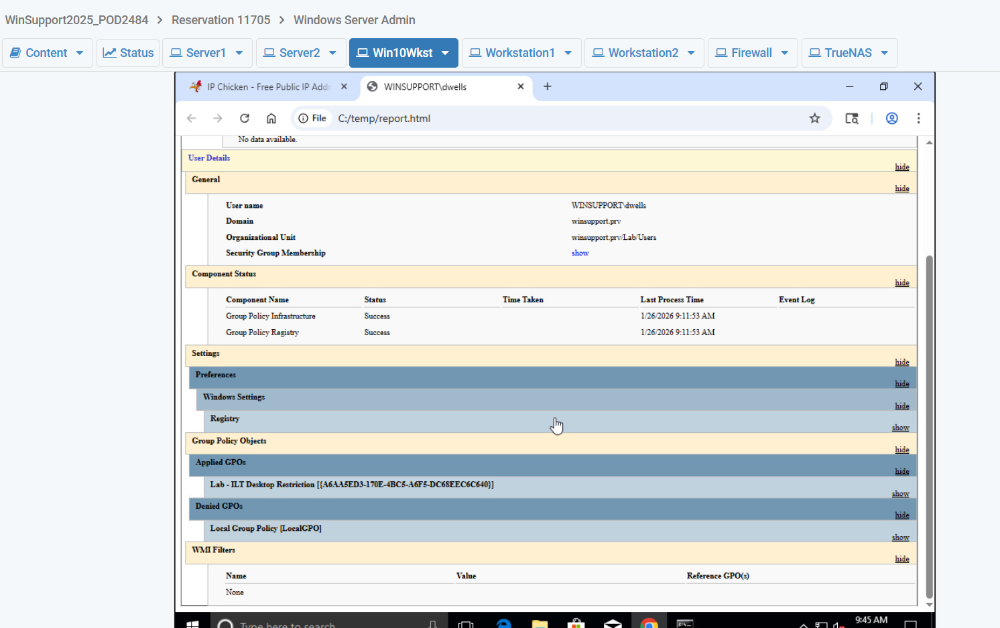 WinSupport2025_POD2484 > Reservation 11705 > Windows Server Admin
Content Status Server1 Server2 Win10Wkst Workstation1 Workstation2 Firewall TrueNAS
IP Chicken - Free Public IP Addr WINSUPPORT\dwells
File C:/temp/report.html
No data available.
User Details hide
General hide
User name WINSUPPORT\dwells
Domain winsupport.prv
Organizational Unit winsupport.prv/Lab/Users
Security Group Membership show
Component Status hide
Component Name Status Time Taken Last Process Time Event Log
Group Policy Infrastructure Success 1/26/2026 9:11:53 AM
Group Policy Registry Success 1/26/2026 9:11:53 AM
Settings hide
Preferences hide
Windows Settings hide
Registry show
Group Policy Objects hide
Applied GPOs hide
Lab - ILT Desktop Restriction [{A6AA5ED3-170E-4BC5-A6F5-DC68EEC6C640}] show
Denied GPOs hide
Local Group Policy [LocalGPO] show
WMI Filters hide
Name Value Reference GPO(s)
None
Type here to search 9:45 AM